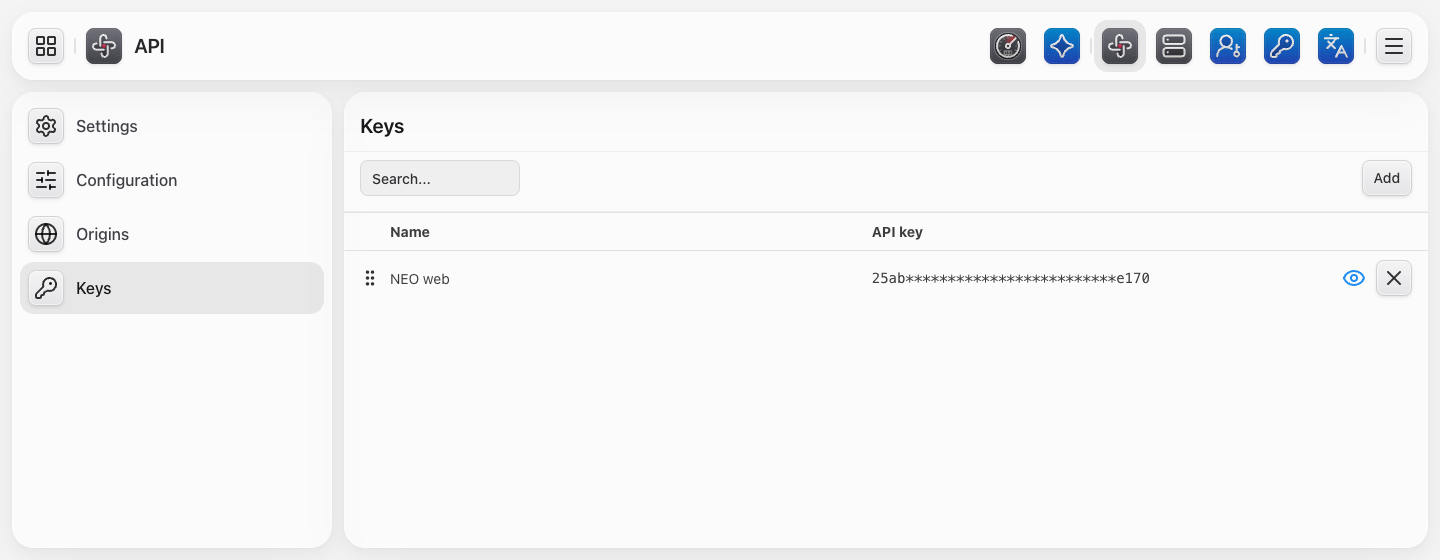 API
Settings
Configuration
Origins
Keys
Keys
Search...
Add
Name API key
NEO web 25ab*************************e170